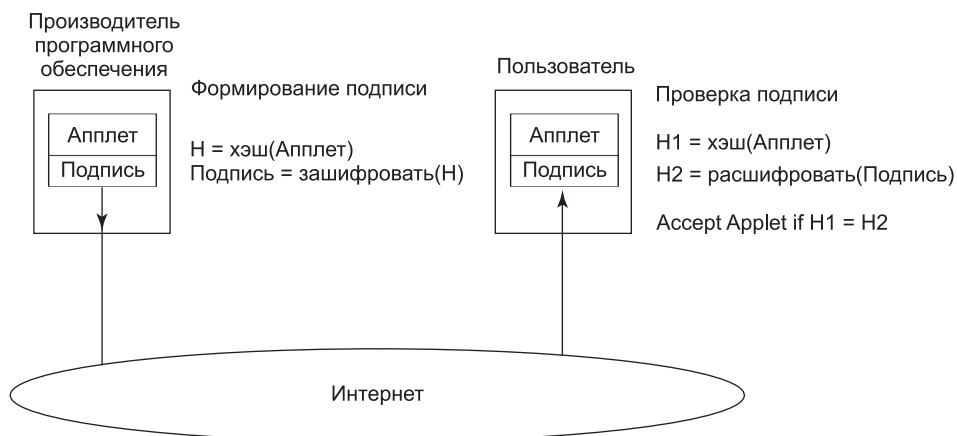 Производитель
программного
обеспечения
Формирование подписи
Апплет
Подпись
H = хэш(Апплет)
Подпись = зашифровать(H)
Пользователь
Проверка подписи
Апплет
Подпись
H1 = хэш(Апплет)
H2 = расшифровать(Подпись)
Accept Applet if H1 = H2
Интернет